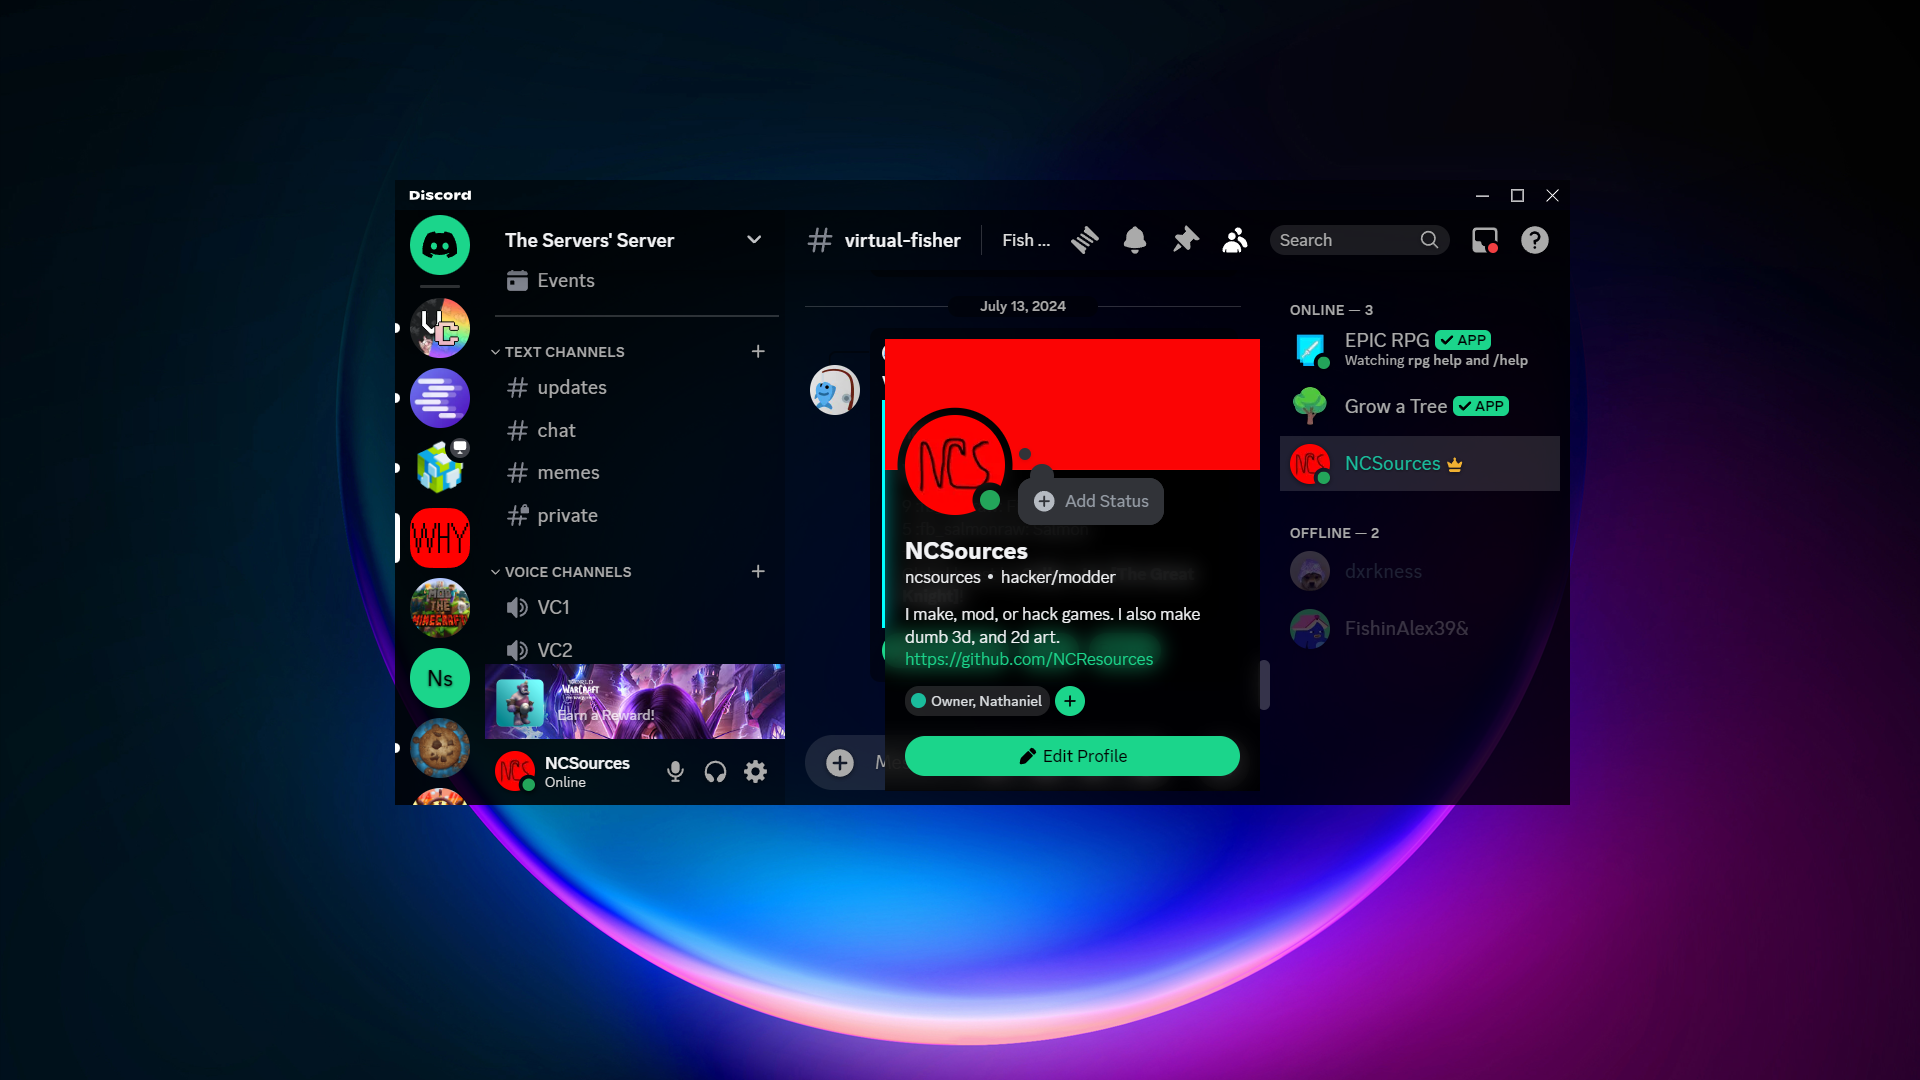 Discord
The Servers' Server
Events
TEXT CHANNELS
updates
chat
memes
private
VOICE CHANNELS
VC1
VC2
WHY
Ns
WORLD
WARCRAFT
Earn a Reward!
NCSources
Online
virtual-fisher
Fish ...
Search
July 13, 2024
NCS
Add Status
NCSources
ncsources • hacker/modder
I make, mod, or hack games. I also make
dumb 3d, and 2d art.
https://github.com/NCResources
Owner, Nathaniel
Edit Profile
ONLINE — 3
EPIC RPG APP
Watching rpg help and /help
Grow a Tree APP
NCSources
OFFLINE — 2
dxrkness
FishinAlex39&